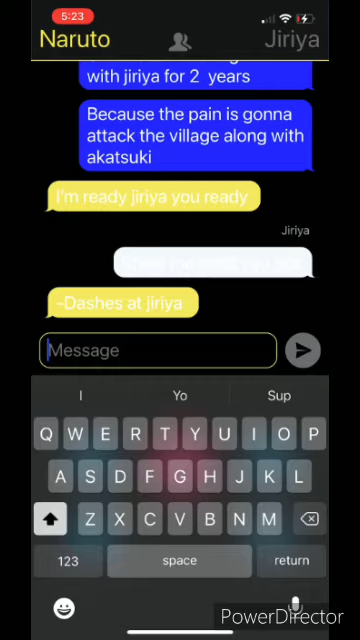 5:23
Naruto
Jiriya
with jiriya for 2 years
Because the pain is gonna
attack the village along with
akatsuki
I'm ready jiriya you ready
Jiriya
-Dashes at jiriya
Message
I Yo Sup
Q W E R T Y U I O P
A S D F G H J K L
Z X C V B N M
123 space return
PowerDirector